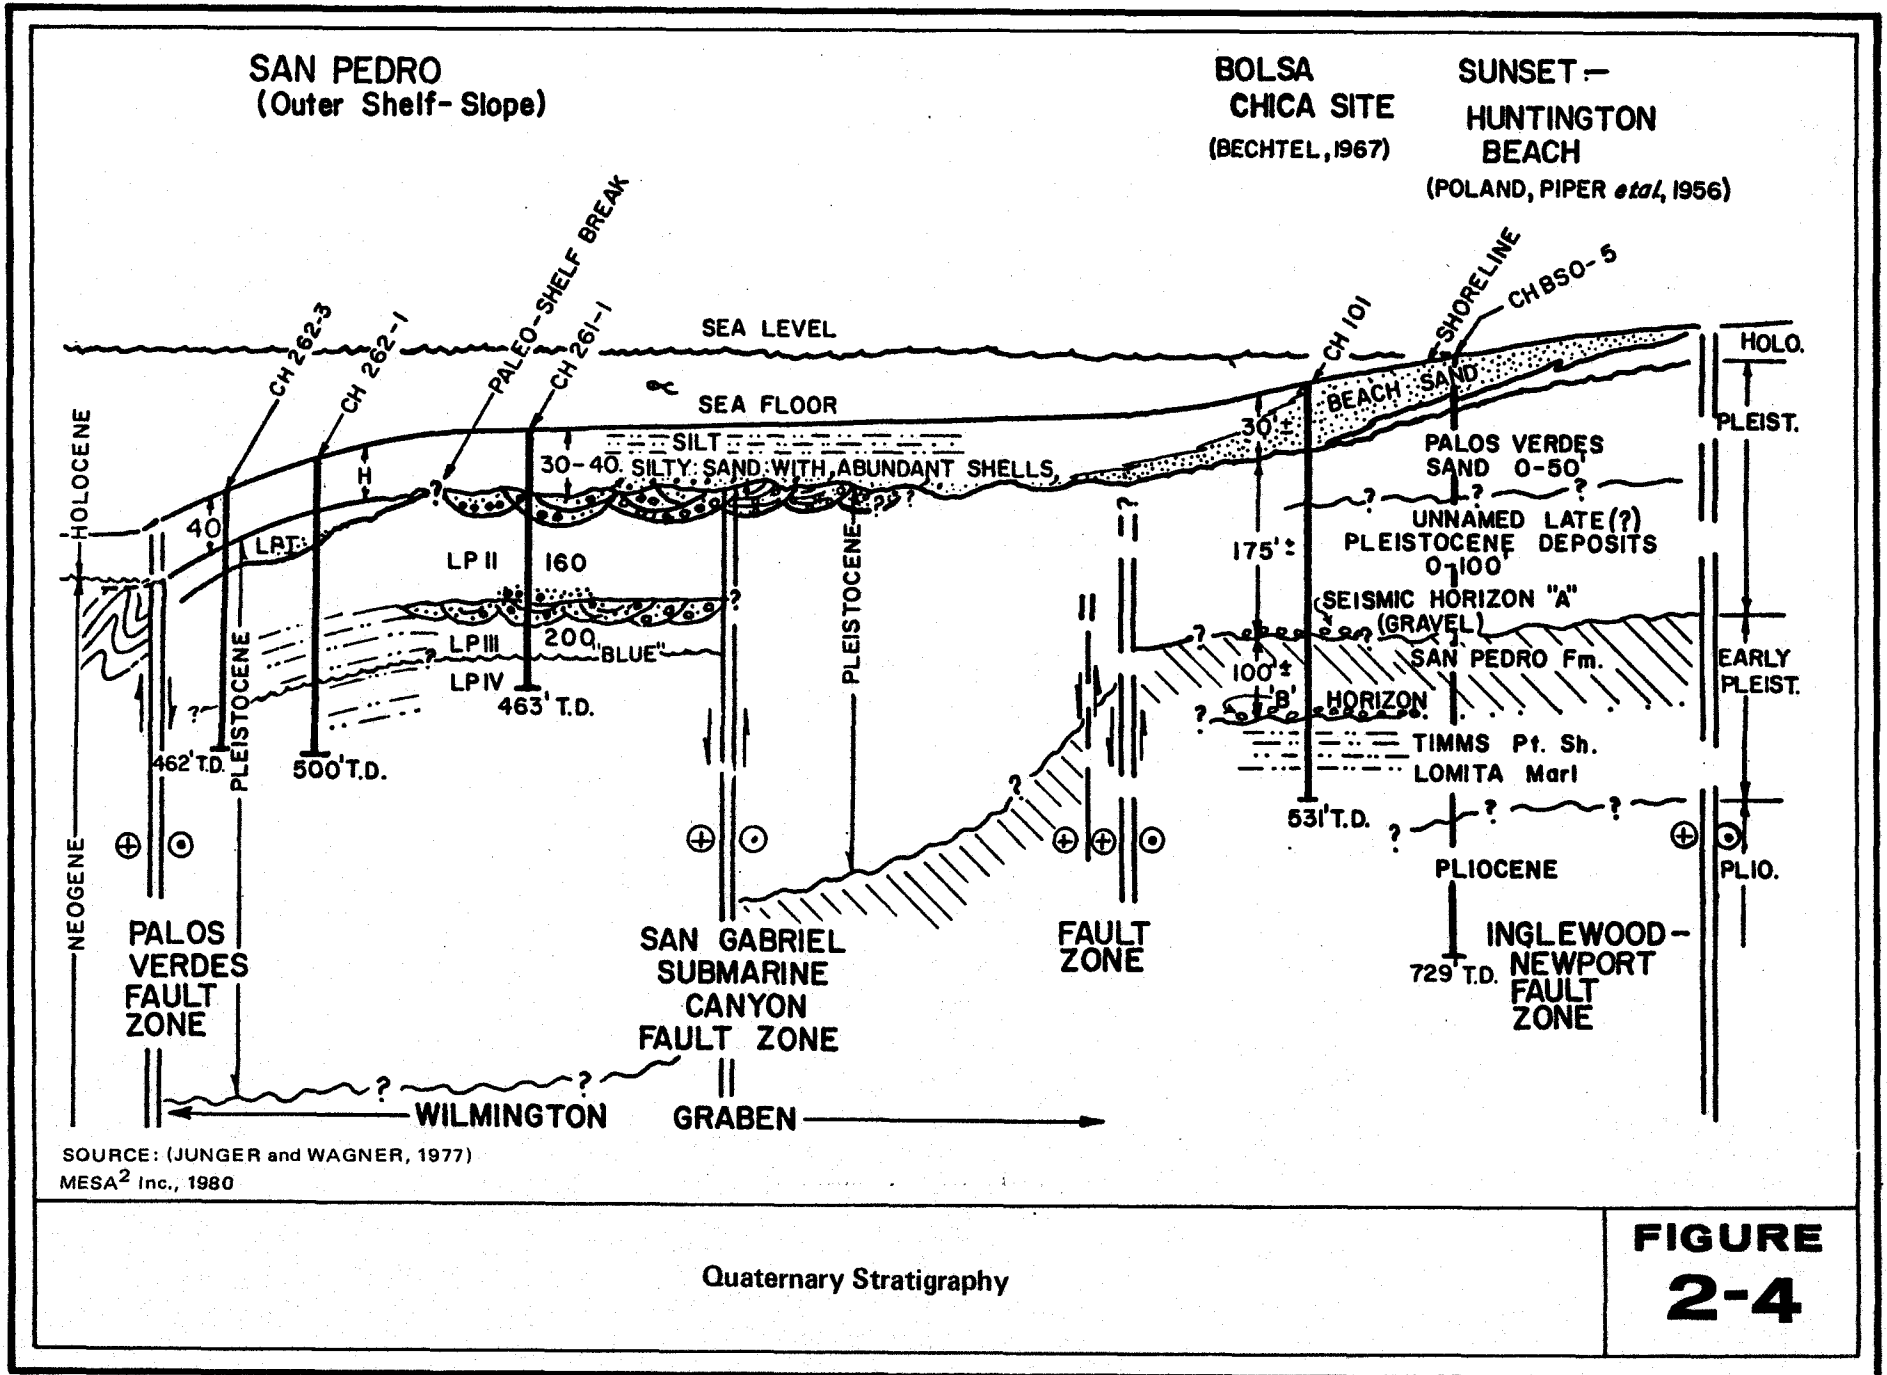 SAN PEDRO
(Outer Shelf-Slope)
BOLSA
CHICA SITE
(BECHTEL, 1967)
SUNSET:-
HUNTINGTON
BEACH
(POLAND, PIPER et al, 1956)
CH 262-3
CH 262-1
PALEO-SHELF BREAK
CH 261-1
SEA LEVEL
CH 101
SHORELINE
CH BSO-5
HOLO.
SEA FLOOR
BEACH SAND
HOLOCENE
H
SILT
30-40.
SILTY: SAND: WITH, ABUNDANT SHELLS
30'±
PLEIST.
PALOS VERDES
SAND 0-50'
?
40
LPI
LP II
160
PLEISTOCENE
175'±
UNNAMED LATE(?)
PLEISTOCENE DEPOSITS
0-100'
SEISMIC HORIZON "A"
(GRAVEL)
LP III
200
"BLUE"
LP IV
463' T.D.
PLEISTOCENE
100'±
SAN PEDRO Fm.
EARLY
PLEIST.
'B' HORIZON
462' T.D.
500' T.D.
TIMMS Pt. Sh.
LOMITA Marl
531' T.D.
NEOGENE
PLIOCENE
PLIO.
PALOS
VERDES
FAULT
ZONE
SAN GABRIEL
SUBMARINE
CANYON
FAULT ZONE
FAULT
ZONE
729' T.D.
INGLEWOOD-
NEWPORT
FAULT
ZONE
WILMINGTON GRABEN
SOURCE: (JUNGER and WAGNER, 1977)
MESA² Inc., 1980
Quaternary Stratigraphy
FIGURE
2-4